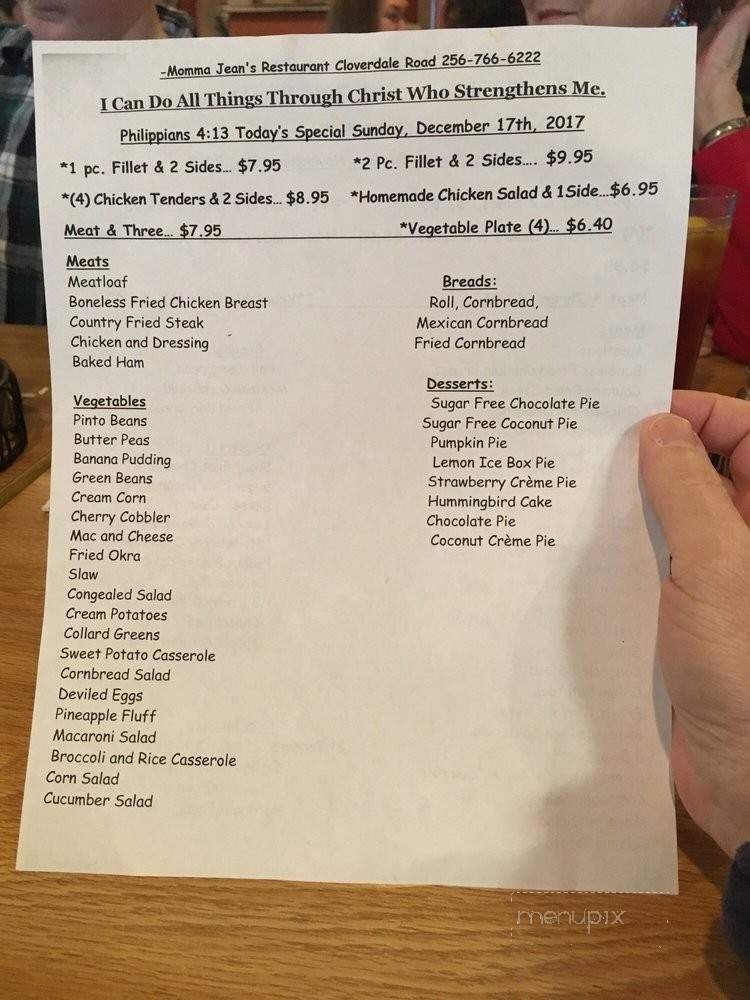 -Momma Jean's Restaurant Cloverdale Road 256-766-6222
I Can Do All Things Through Christ Who Strengthens Me.
Philippians 4:13 Today's Special Sunday, December 17th, 2017
*1 pc. Fillet & 2 Sides... $7.95 *2 Pc. Fillet & 2 Sides.... $9.95
*(4) Chicken Tenders & 2 Sides... $8.95 *Homemade Chicken Salad & 1 Side...$6.95
Meat & Three... $7.95 *Vegetable Plate (4)... $6.40
Meats
Meatloaf
Boneless Fried Chicken Breast
Country Fried Steak
Chicken and Dressing
Baked Ham
Vegetables
Pinto Beans
Butter Peas
Banana Pudding
Green Beans
Cream Corn
Cherry Cobbler
Mac and Cheese
Fried Okra
Slaw
Congealed Salad
Cream Potatoes
Collard Greens
Sweet Potato Casserole
Cornbread Salad
Deviled Eggs
Pineapple Fluff
Macaroni Salad
Broccoli and Rice Casserole
Corn Salad
Cucumber Salad
Breads:
Roll, Cornbread,
Mexican Cornbread
Fried Cornbread
Desserts:
Sugar Free Chocolate Pie
Sugar Free Coconut Pie
Pumpkin Pie
Lemon Ice Box Pie
Strawberry Crème Pie
Hummingbird Cake
Chocolate Pie
Coconut Crème Pie
menupix